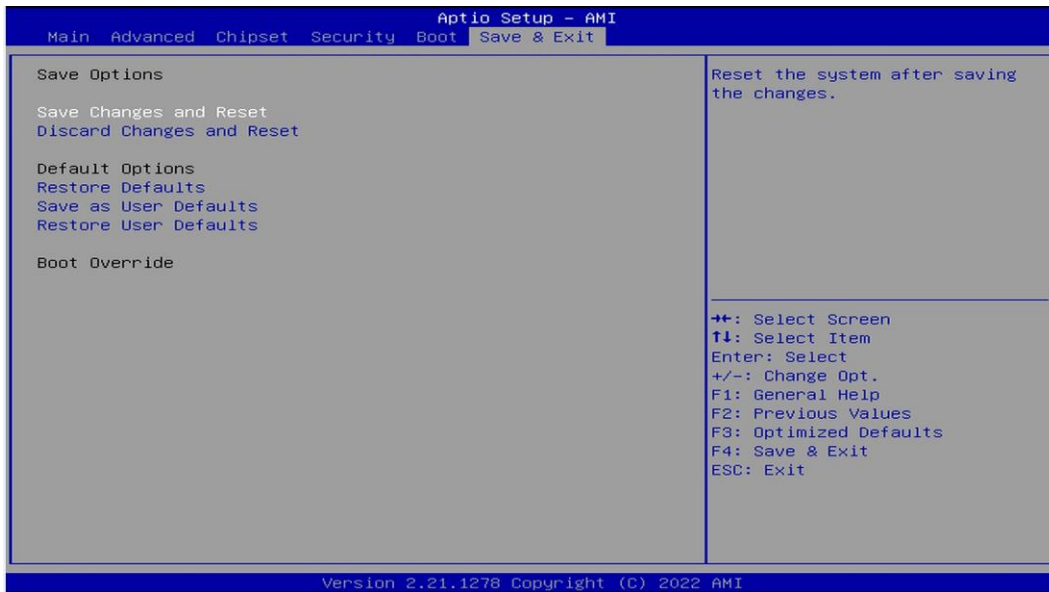 Aptio Setup – AMI
Main Advanced Chipset Security Boot Save & Exit
Save Options
Save Changes and Reset
Discard Changes and Reset
Default Options
Restore Defaults
Save as User Defaults
Restore User Defaults
Boot Override
Reset the system after saving
the changes.
→←: Select Screen
↑↓: Select Item
Enter: Select
+/-: Change Opt.
F1: General Help
F2: Previous Values
F3: Optimized Defaults
F4: Save & Exit
ESC: Exit
Version 2.21.1278 Copyright (C) 2022 AMI